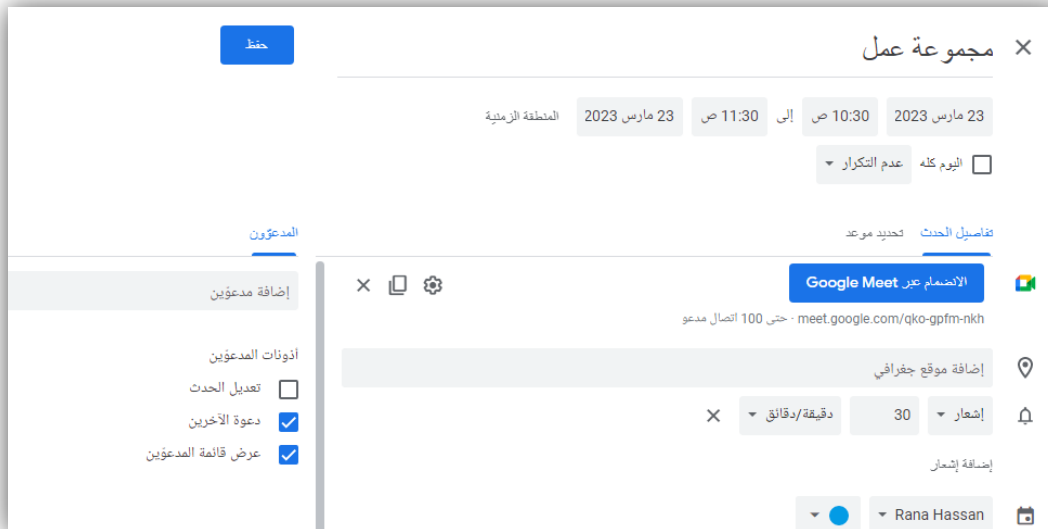 مجموعة عمل
حفظ
23 مارس 2023 10:30 ص إلى 11:30 ص 23 مارس 2023 المنطقة الزمنية
اليوم كله عدم التكرار
تفاصيل الحدث تحديد موعد
الانضمام عبر Google Meet
meet.google.com/qko-gpfm-nkh · حتى 100 اتصال مدعو
إضافة موقع جغرافي
إشعار 30 دقيقة/دقائق
إضافة إشعار
Rana Hassan
المدعوّون
إضافة مدعوّين
أذونات المدعوّين
تعديل الحدث
دعوة الآخرين
عرض قائمة المدعوّين